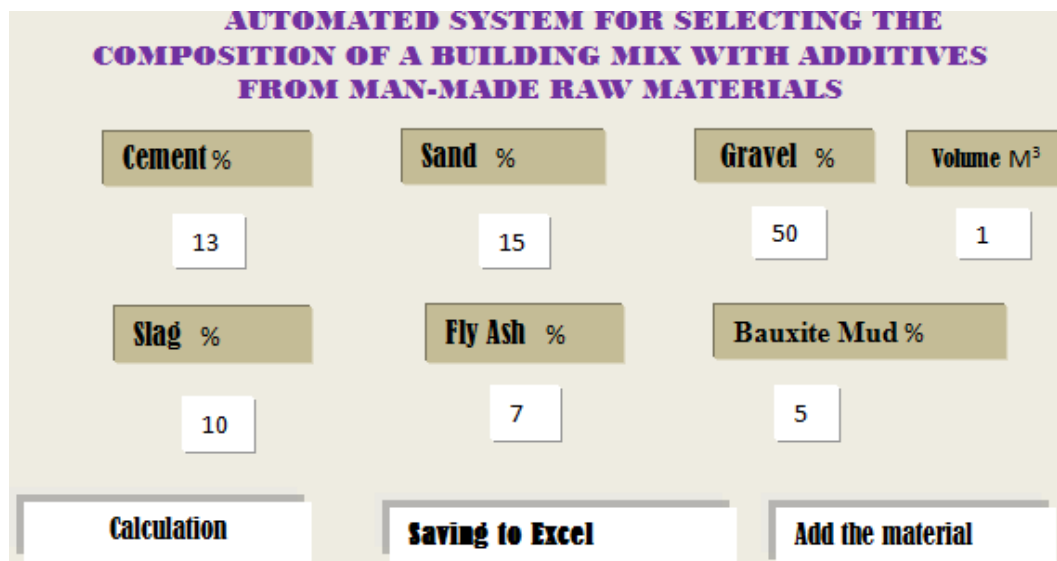 AUTOMATED SYSTEM FOR SELECTING THE
COMPOSITION OF A BUILDING MIX WITH ADDITIVES
FROM MAN-MADE RAW MATERIALS
Cement % Sand % Gravel % Volume M³
13 15 50 1
Slag % Fly Ash % Bauxite Mud %
10 7 5
Calculation Saving to Excel Add the material